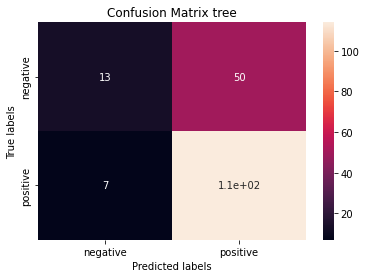 Confusion Matrix tree
negative 13 50
positive 7 1.1e+02
negative positive
True labels
Predicted labels
100
80
60
40
20